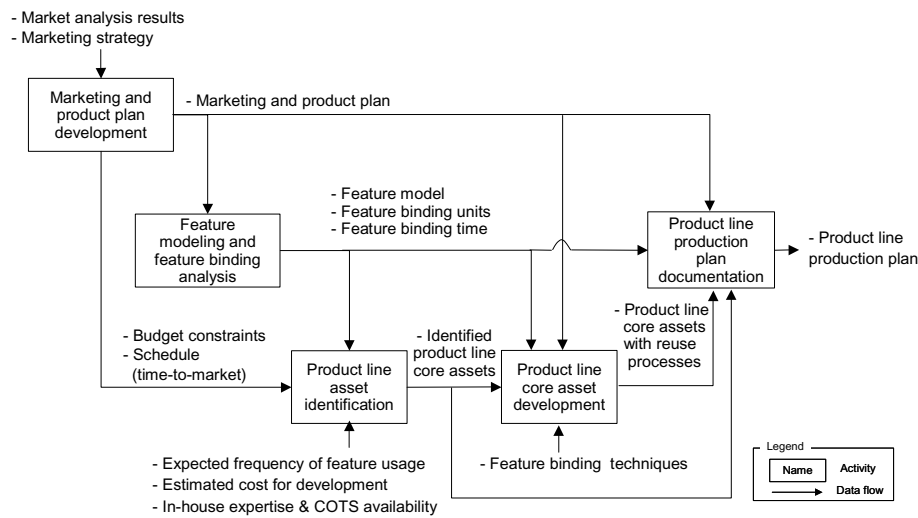 - Market analysis results
- Marketing strategy
Marketing and
product plan
development
- Marketing and product plan
- Feature model
- Feature binding units
- Feature binding time
Feature
modeling and
feature binding
analysis
Product line
production
plan
documentation
- Product line
production plan
- Budget constraints
- Schedule
(time-to-market)
- Identified
product line
core assets
- Product line
core assets
with reuse
processes
Product line
asset
identification
Product line
core asset
development
- Expected frequency of feature usage
- Estimated cost for development
- In-house expertise & COTS availability
- Feature binding techniques
Legend
Name
Activity
Data flow